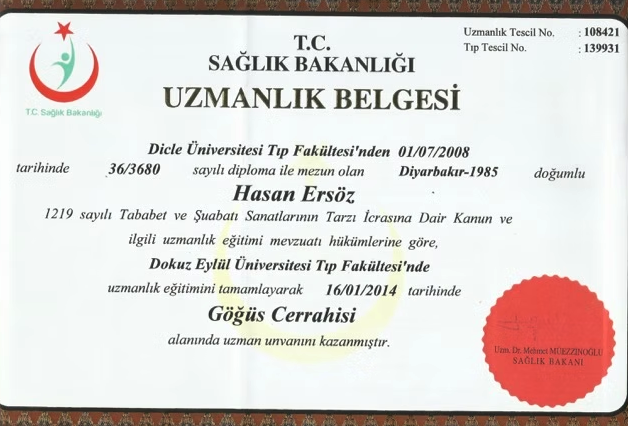 Uzmanlık Tescil No. : 108421
Tıp Tescil No. : 139931
T.C. Sağlık Bakanlığı
T.C.
SAĞLIK BAKANLIĞI
UZMANLIK BELGESİ
Dicle Üniversitesi Tıp Fakültesi'nden 01/07/2008
tarihinde 36/3680 sayılı diploma ile mezun olan Diyarbakır-1985 doğumlu
Hasan Ersöz
1219 sayılı Tababet ve Şuabatı Sanatlarının Tarzı İcrasına Dair Kanun ve
ilgili uzmanlık eğitimi mevzuatı hükümlerine göre,
Dokuz Eylül Üniversitesi Tıp Fakültesi'nde
uzmanlık eğitimini tamamlayarak 16/01/2014 tarihinde
Göğüs Cerrahisi
alanında uzman unvanını kazanmıştır.
Uzm. Dr. Mehmet MÜEZZİNOĞLU
SAĞLIK BAKANI